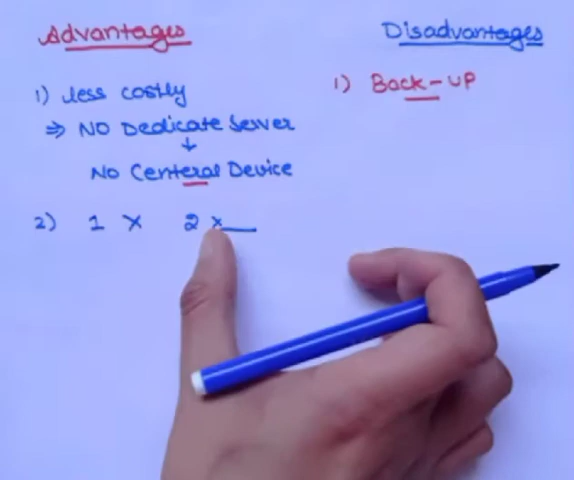 Advantages
1) Less costly
⇒ NO Dedicate Server
↓
NO Centeral Device
2) 1 X 2 x
Disadvantages
1) Back-UP